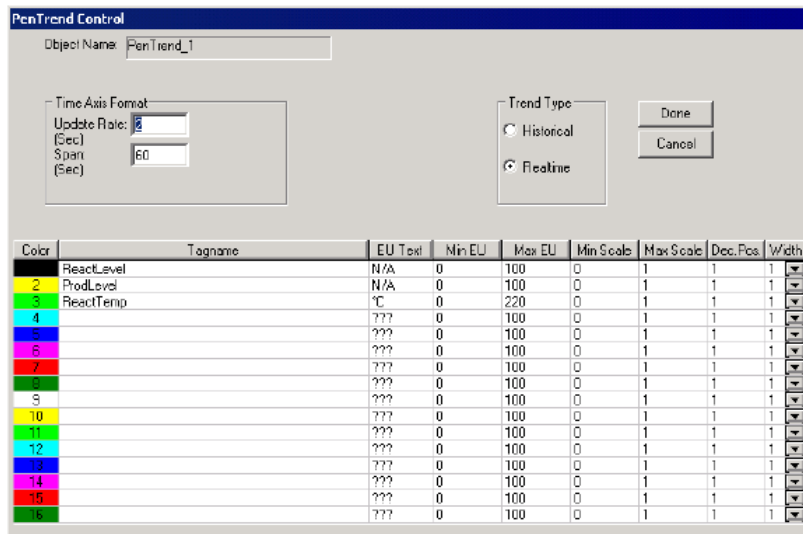 PenTrend Control
Object Name: PenTrend_1
Time Axis Format
Update Rate: 2
(Sec)
Span: 60
(Sec)
Trend Type
Historical
Realtime
Done
Cancel
Color Tagname EU Text Min EU Max EU Min Scale Max Scale Dec.Pos. Width
ReactLevel N/A 0 100 0 1 1 1
2 ProdLevel N/A 0 100 0 1 1 1
3 ReactTemp °C 0 220 0 1 1 1
4 ??? 0 100 0 1 1 1
5 ??? 0 100 0 1 1 1
6 ??? 0 100 0 1 1 1
7 ??? 0 100 0 1 1 1
8 ??? 0 100 0 1 1 1
9 ??? 0 100 0 1 1 1
10 ??? 0 100 0 1 1 1
11 ??? 0 100 0 1 1 1
12 ??? 0 100 0 1 1 1
13 ??? 0 100 0 1 1 1
14 ??? 0 100 0 1 1 1
15 ??? 0 100 0 1 1 1
16 ??? 0 100 0 1 1 1